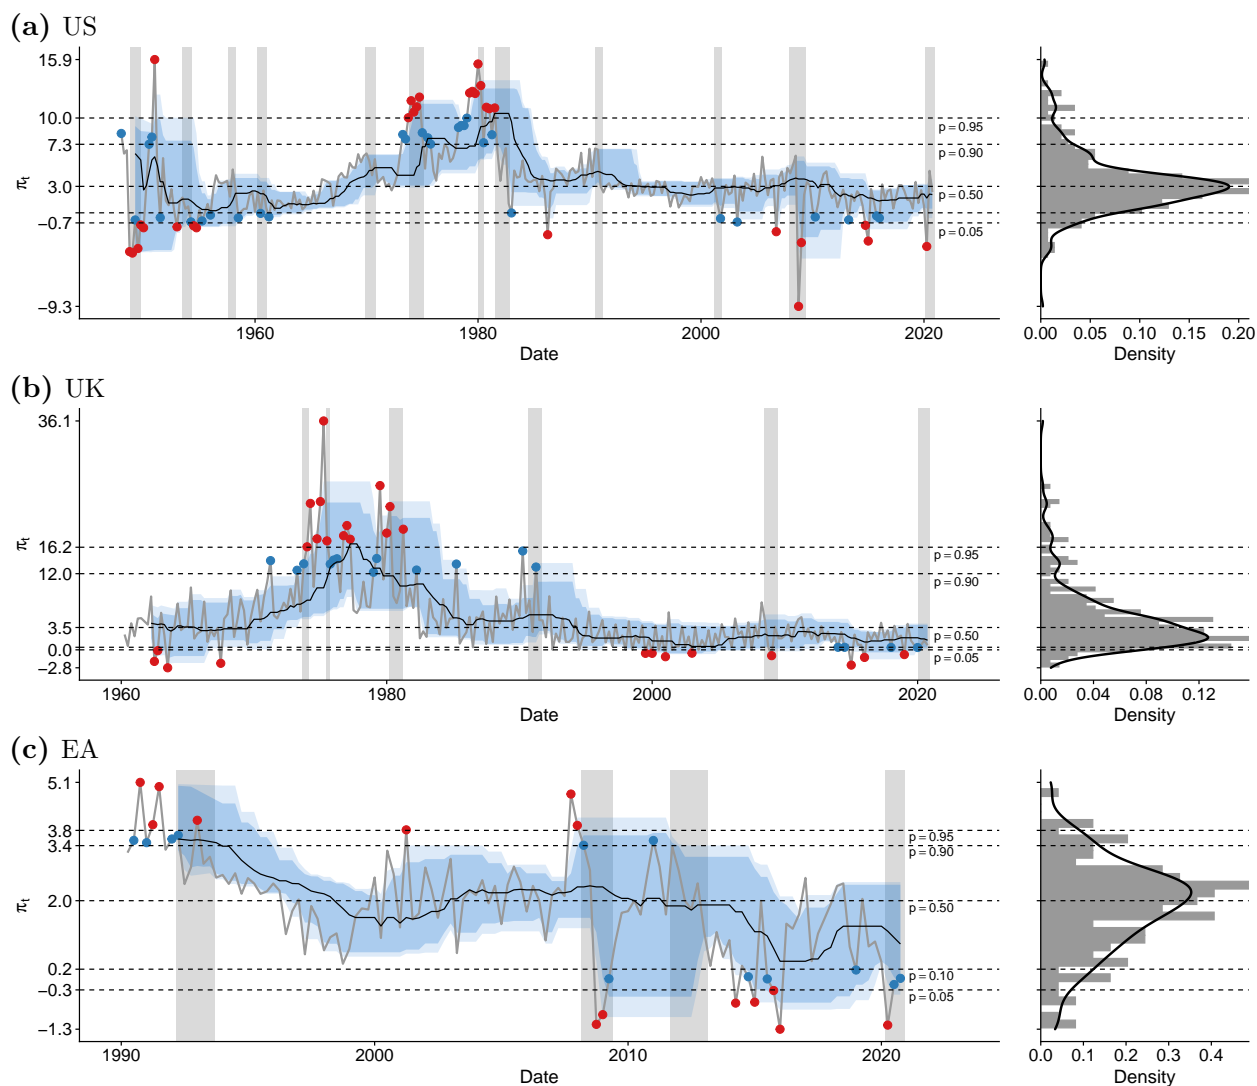 (a) US
15.9
10.0
7.3
3.0
−0.7
−9.3
πt
p = 0.95
p = 0.90
p = 0.50
p = 0.05
1960 1980 2000 2020
Date
0.00 0.05 0.10 0.15 0.20
Density
(b) UK
36.1
16.2
12.0
3.5
0.0
−2.8
πt
p = 0.95
p = 0.90
p = 0.50
p = 0.05
1960 1980 2000 2020
Date
0.00 0.04 0.08 0.12
Density
(c) EA
5.1
3.8
3.4
2.0
0.2
−0.3
−1.3
πt
p = 0.95
p = 0.90
p = 0.50
p = 0.10
p = 0.05
1990 2000 2010 2020
Date
0.0 0.1 0.2 0.3 0.4
Density